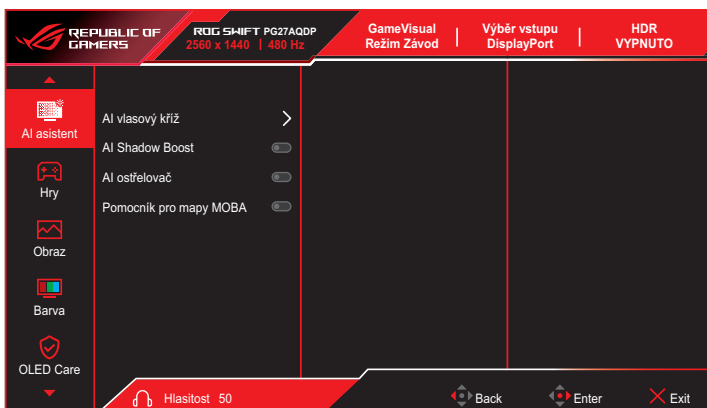 REPUBLIC OF
GAMERS
ROG SWIFT PG27AQDP
2560 x 1440 | 480 Hz
GameVisual
Režim Závod
Výběr vstupu
DisplayPort
HDR
VYPNUTO
AI asistent
Hry
Obraz
Barva
OLED Care
AI vlasový kříž
AI Shadow Boost
AI ostřelovač
Pomocník pro mapy MOBA
Hlasitost 50
Back
Enter
Exit